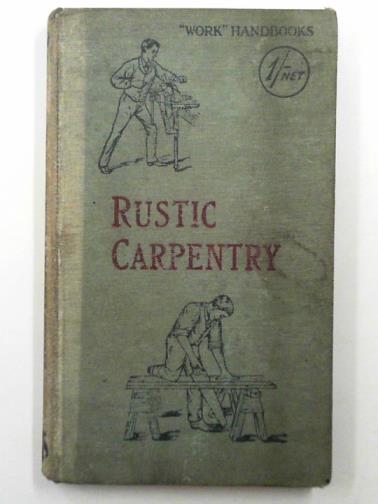 "WORK" HANDBOOKS
1/- NET
RUSTIC
CARPENTRY